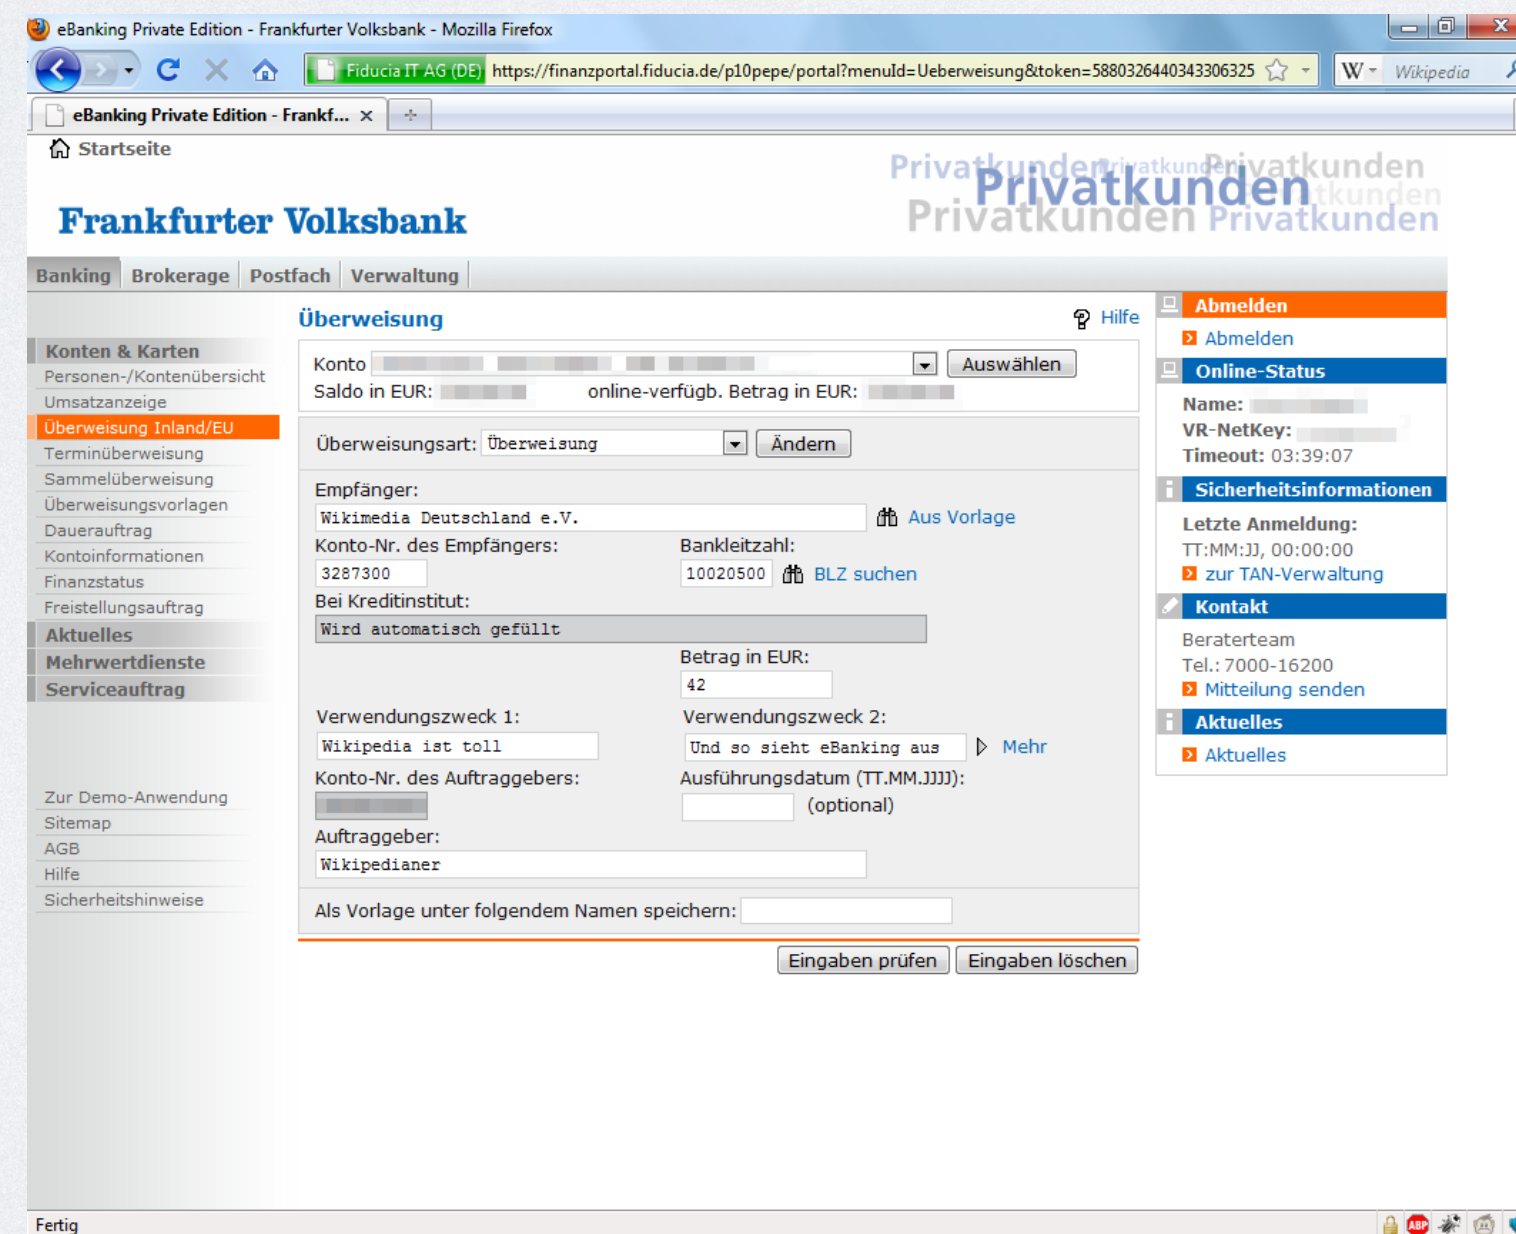 eBanking Private Edition - Frankfurter Volksbank - Mozilla Firefox
Fiducia IT AG (DE) https://finanzportal.fiducia.de/p10pepe/portal?menuId=Ueberweisung&token=5880326440343306325 W Wikipedia
eBanking Private Edition - Frankf...
Startseite
Privatkunden Privatkunden Privatkunden
Privatkunden Privatkunden
Privatkunden Privatkunden
Frankfurter Volksbank
Banking Brokerage Postfach Verwaltung
Konten & Karten
Personen-/Kontenübersicht
Umsatzanzeige
Überweisung Inland/EU
Terminüberweisung
Sammelüberweisung
Überweisungsvorlagen
Dauerauftrag
Kontoinformationen
Finanzstatus
Freistellungsauftrag
Aktuelles
Mehrwertdienste
Serviceauftrag
Zur Demo-Anwendung
Sitemap
AGB
Hilfe
Sicherheitshinweise
Überweisung Hilfe
Konto Auswählen
Saldo in EUR: online-verfügb. Betrag in EUR:
Überweisungsart: Überweisung Ändern
Empfänger:
Wikimedia Deutschland e.V. Aus Vorlage
Konto-Nr. des Empfängers: Bankleitzahl:
3287300 10020500 BLZ suchen
Bei Kreditinstitut:
Wird automatisch gefüllt
Betrag in EUR:
42
Verwendungszweck 1: Verwendungszweck 2:
Wikipedia ist toll Und so sieht eBanking aus Mehr
Konto-Nr. des Auftraggebers: Ausführungsdatum (TT.MM.JJJJ):
(optional)
Auftraggeber:
Wikipedianer
Als Vorlage unter folgendem Namen speichern:
Eingaben prüfen Eingaben löschen
Abmelden
Abmelden
Online-Status
Name:
VR-NetKey:
Timeout: 03:39:07
Sicherheitsinformationen
Letzte Anmeldung:
TT:MM:JJ, 00:00:00
zur TAN-Verwaltung
Kontakt
Beraterteam
Tel.: 7000-16200
Mitteilung senden
Aktuelles
Aktuelles
Fertig ABP